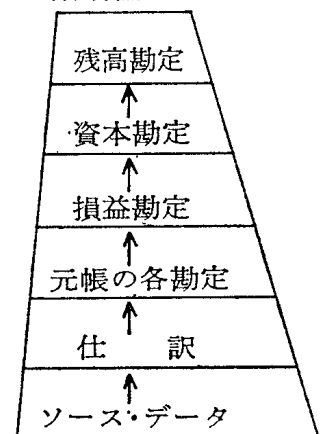 残高勘定
資本勘定
損益勘定
元帳の各勘定
仕 訳
ソース・データ